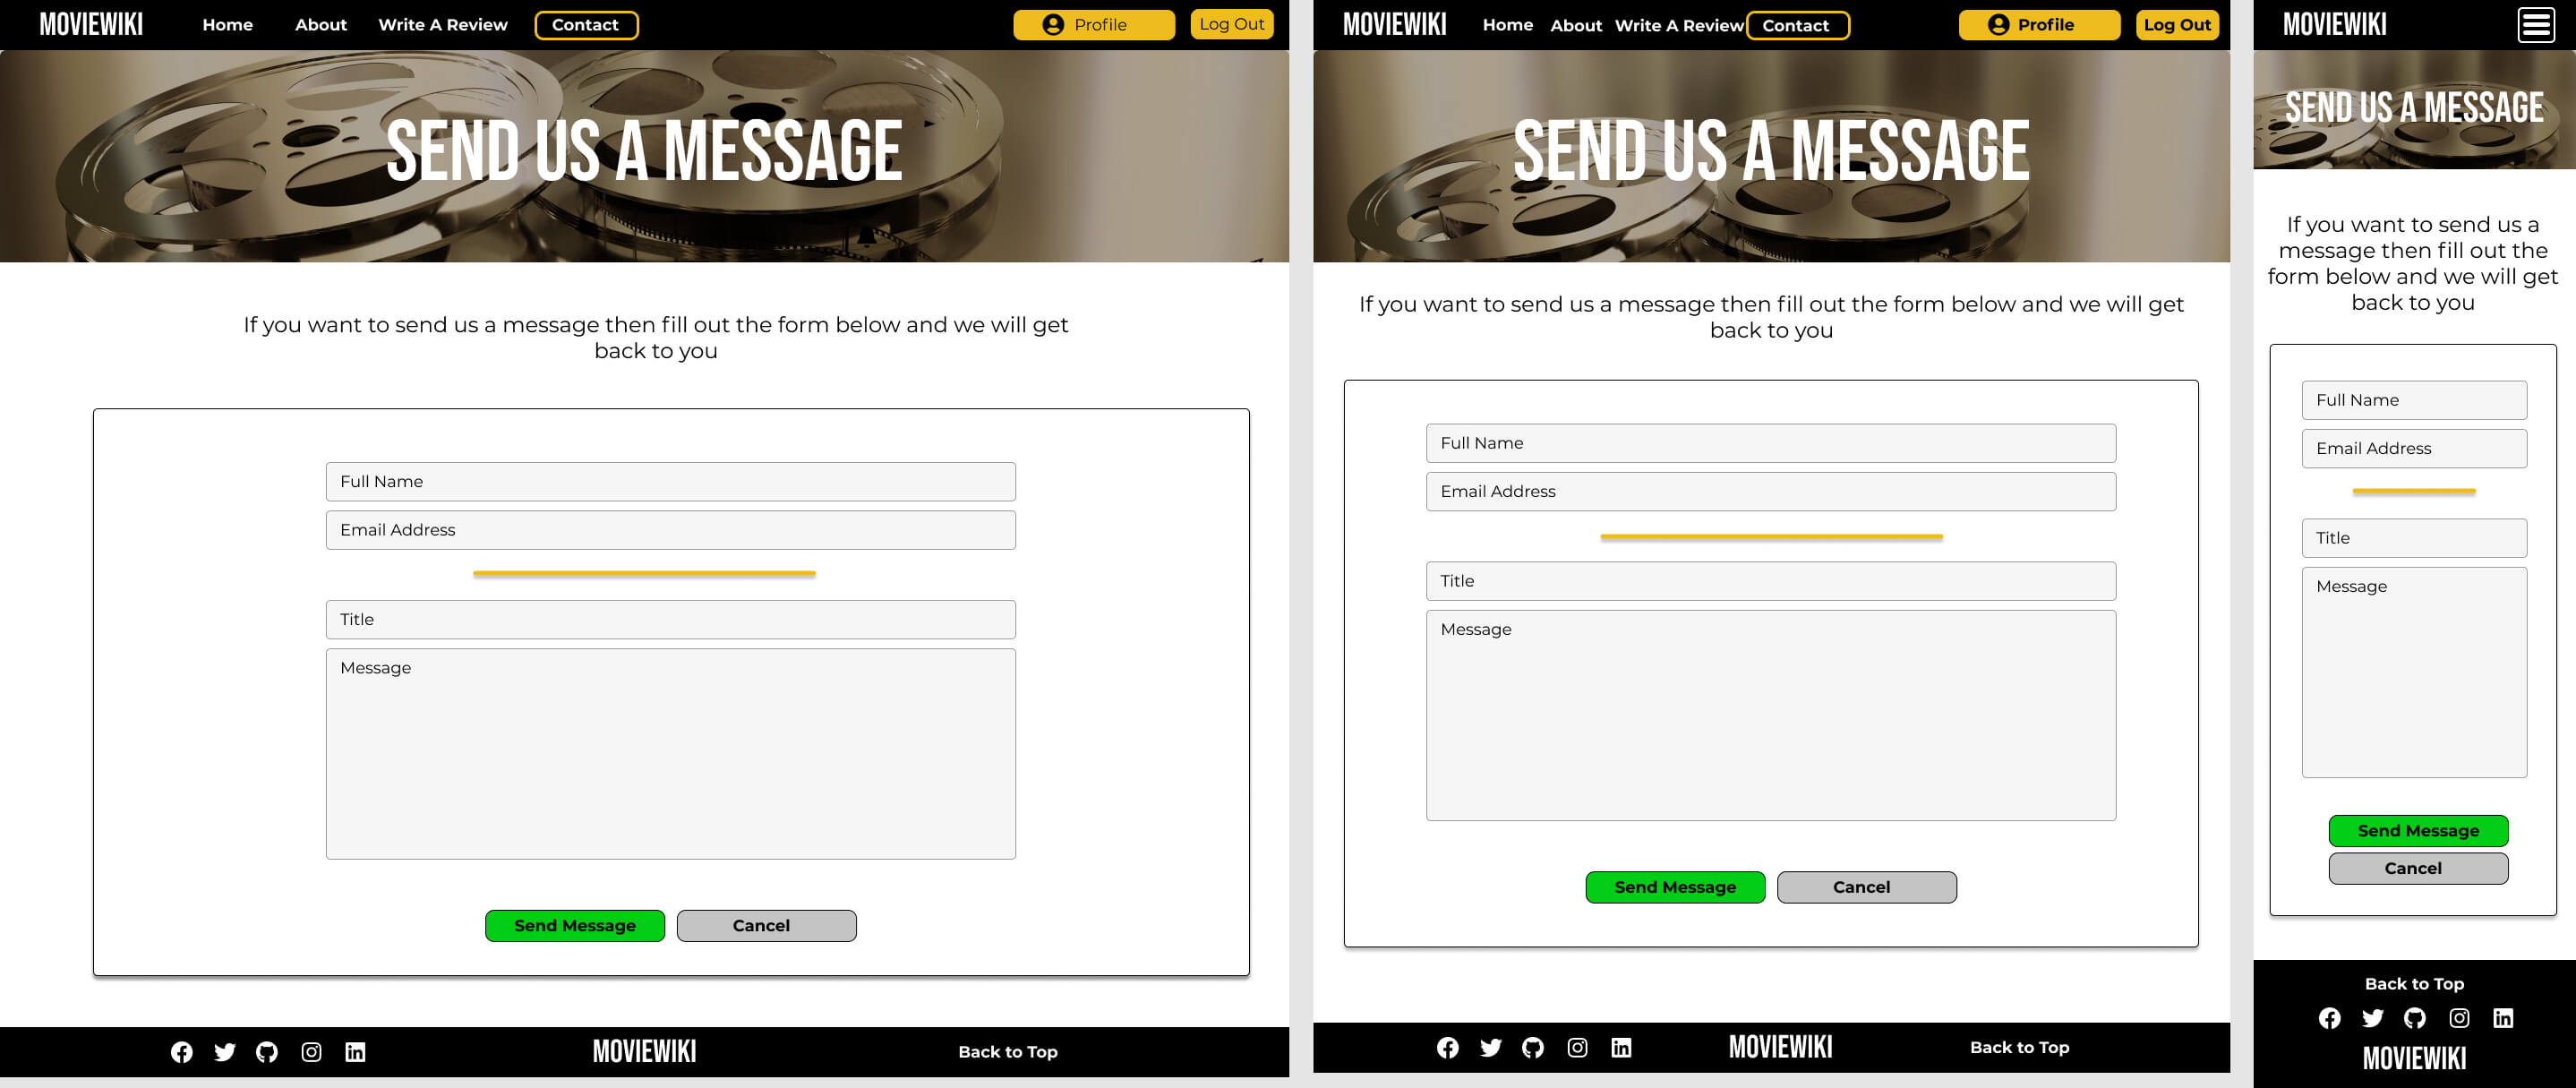 MOVIEWIKI Home About Write A Review Contact Profile Log Out
SEND US A MESSAGE
If you want to send us a message then fill out the form below and we will get
back to you
Full Name
Email Address
Title
Message
Send Message Cancel
MOVIEWIKI Back to Top
MOVIEWIKI Home About Write A Review Contact Profile Log Out
SEND US A MESSAGE
If you want to send us a message then fill out the form below and we will get
back to you
Full Name
Email Address
Title
Message
Send Message Cancel
MOVIEWIKI Back to Top
MOVIEWIKI
SEND US A MESSAGE
If you want to send us a
message then fill out the
form below and we will get
back to you
Full Name
Email Address
Title
Message
Send Message
Cancel
Back to Top
MOVIEWIKI